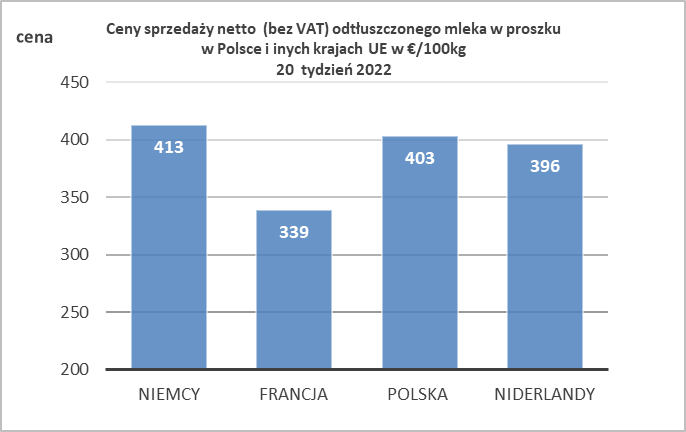 Ceny sprzedaży netto (bez VAT) odtłuszczonego mleka w proszku
w Polsce i inych krajach UE w €/100kg
20 tydzień 2022
cena
450
400
350
300
250
200
413
339
403
396
NIEMCY FRANCJA POLSKA NIDERLANDY